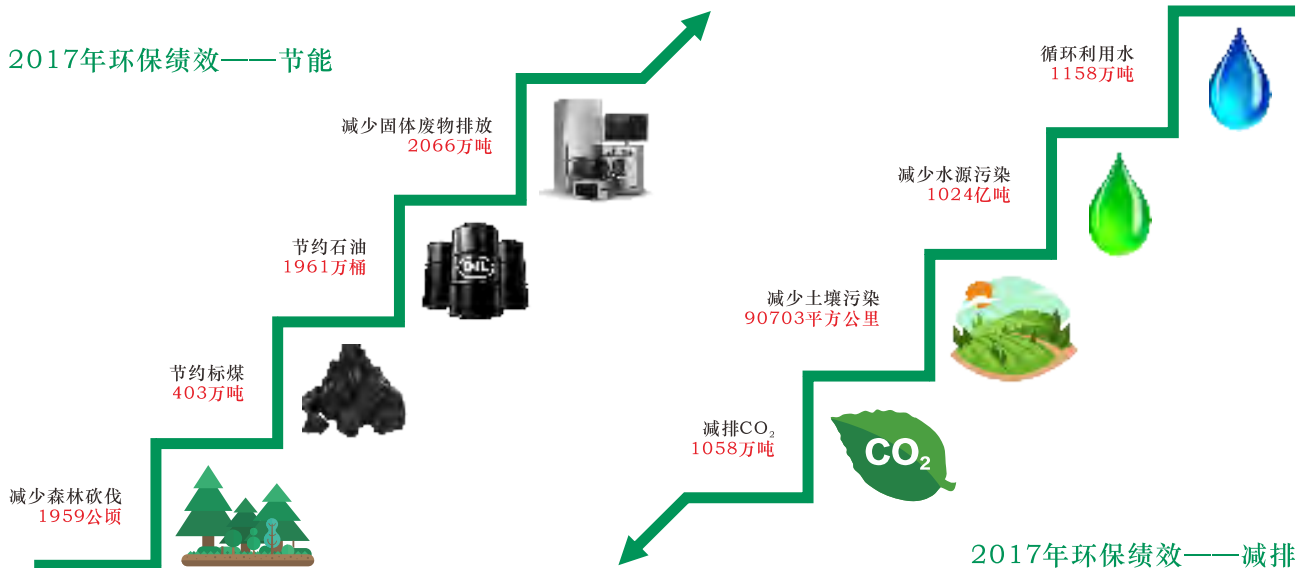 2017年环保绩效——节能
减少固体废物排放
2066万吨
节约石油
1961万桶
OIL
节约标煤
403万吨
减少森林砍伐
1959公顷
循环利用水
1158万吨
减少水源污染
1024亿吨
减少土壤污染
90703平方公里
减排CO₂
1058万吨
CO₂
2017年环保绩效——减排